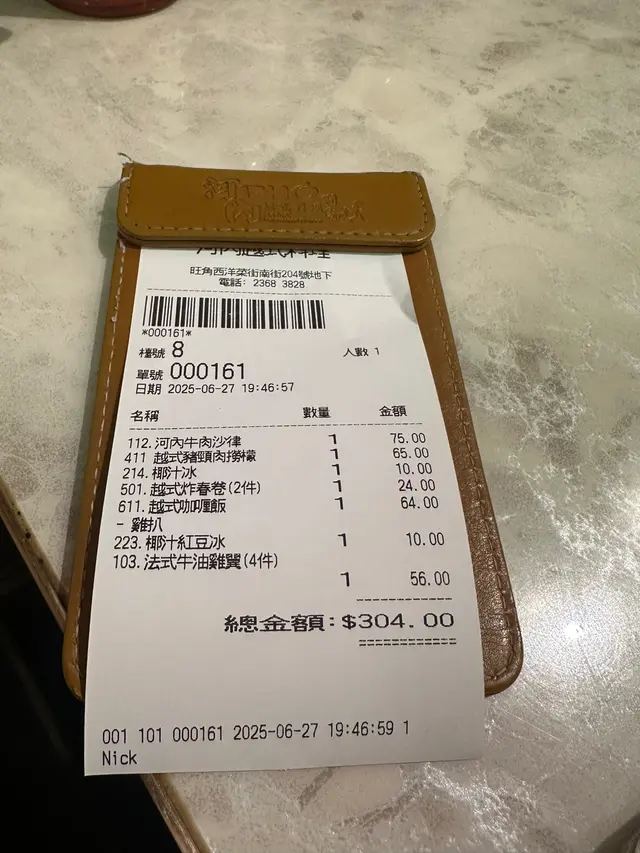 河內越式料理
旺角西洋菜街南街204號地下
電話: 2368 3828
*000161*
檯號 8 人數 1
單號 000161
日期 2025-06-27 19:46:57
名稱 數量 金額
112. 河內牛肉沙律 1 75.00
411 越式豬頸肉撈檬 1 65.00
214. 椰汁冰 1 10.00
501. 越式炸春卷(2件) 1 24.00
611. 越式咖喱飯 1 64.00
- 雞扒
223. 椰汁紅豆冰 1 10.00
103. 法式牛油雞翼(4件)
1 56.00
總金額: $304.00
001 101 000161 2025-06-27 19:46:59 1
Nick